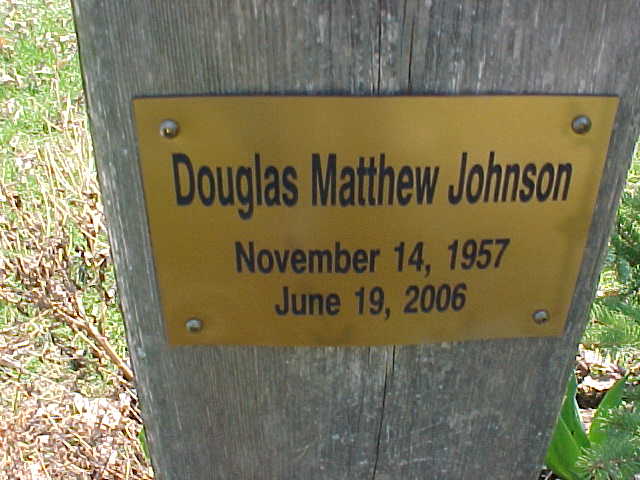 Douglas Matthew Johnson
November 14, 1957
June 19, 2006